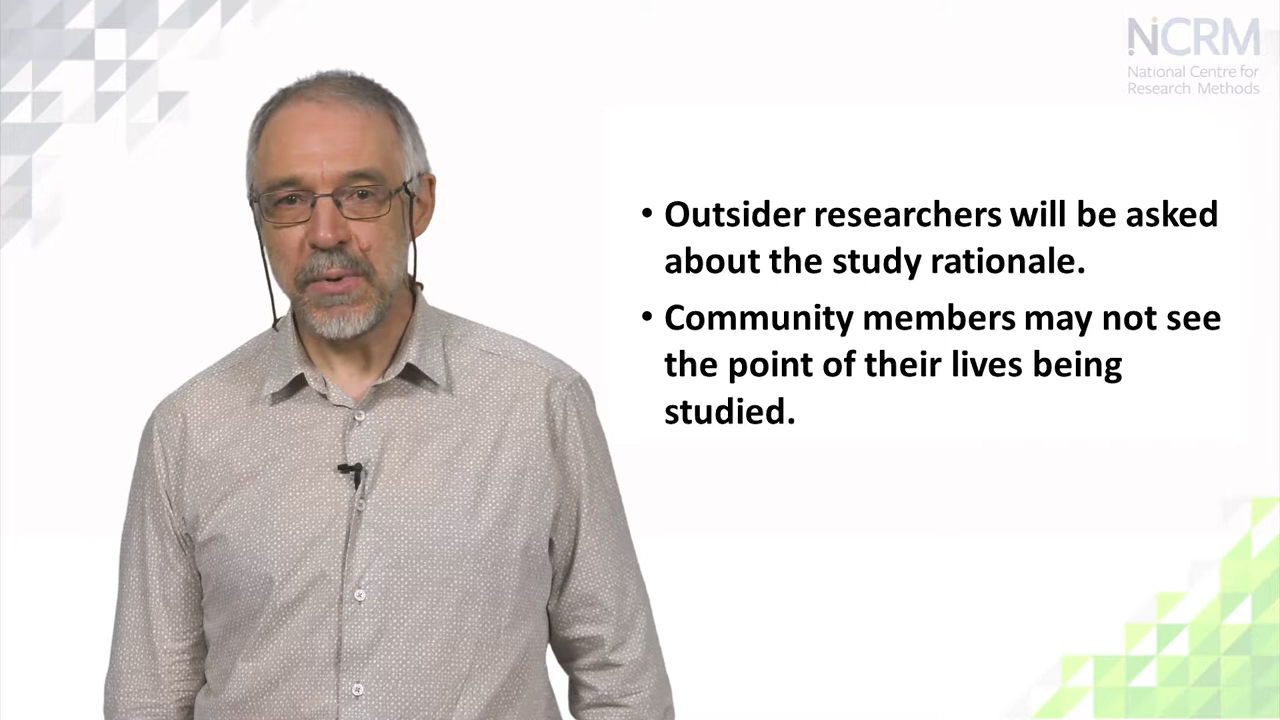 NCRM
National Centre for
Research Methods
• Outsider researchers will be asked
about the study rationale.
• Community members may not see
the point of their lives being
studied.